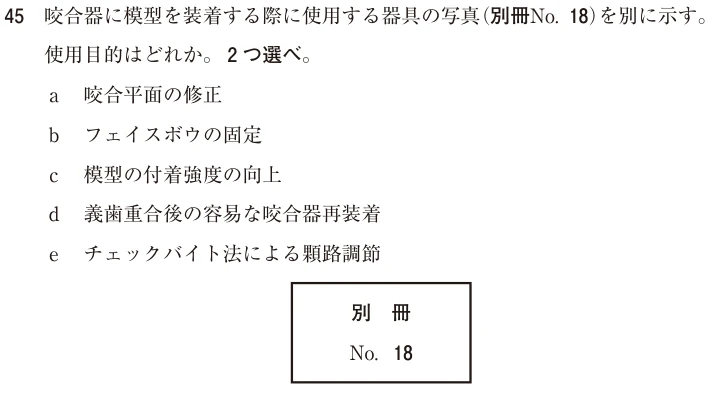 45 咬合器に模型を装着する際に使用する器具の写真(別冊No. 18)を別に示す。
使用目的はどれか。2つ選べ。
a 咬合平面の修正
b フェイスボウの固定
c 模型の付着強度の向上
d 義歯重合後の容易な咬合器再装着
e チェックバイト法による顆路調節
別 冊
No. 18